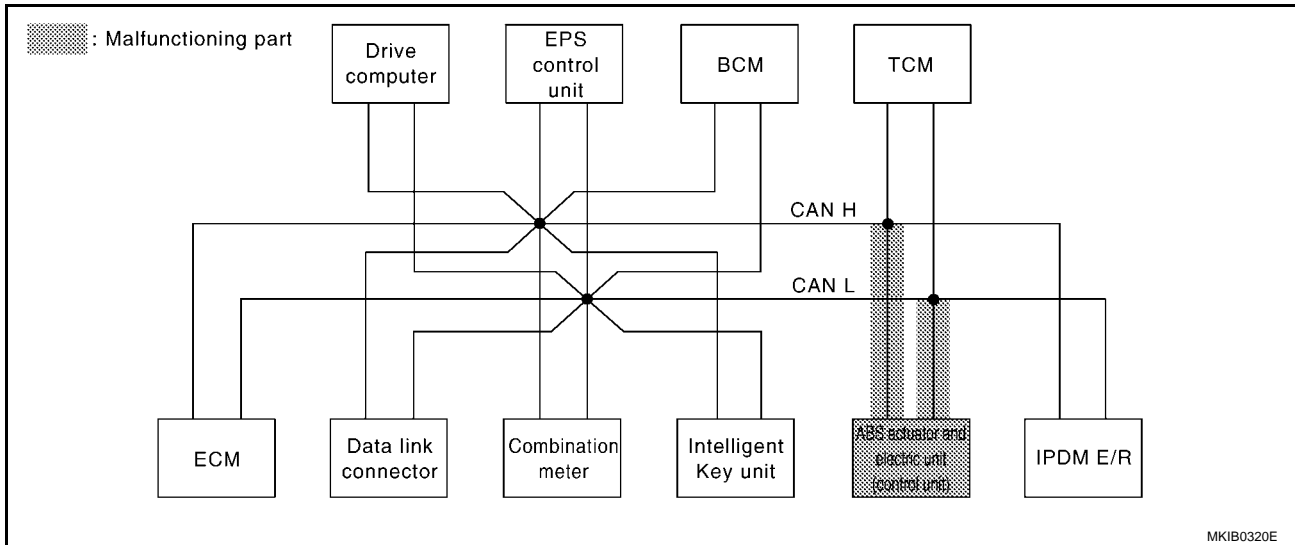 : Malfunctioning part
Drive
computer
EPS
control
unit
BCM
TCM
CAN H
CAN L
ECM
Data link
connector
Combination
meter
Intelligent
Key unit
ABS actuator and
electric unit
(control unit)
IPDM E/R
MKIB0320E